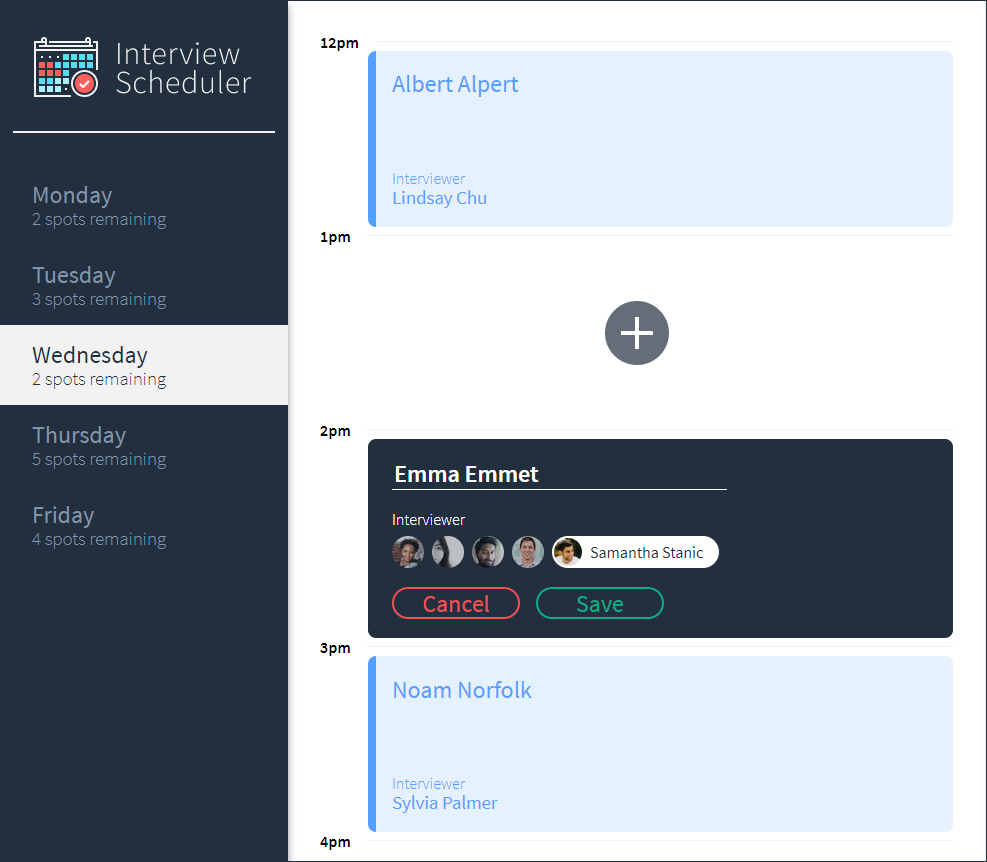 Interview
Scheduler
Monday
2 spots remaining
Tuesday
3 spots remaining
Wednesday
2 spots remaining
Thursday
5 spots remaining
Friday
4 spots remaining
12pm
Albert Alpert
Interviewer
Lindsay Chu
1pm
2pm
Emma Emmet
Interviewer
Samantha Stanic
Cancel Save
3pm
Noam Norfolk
Interviewer
Sylvia Palmer
4pm